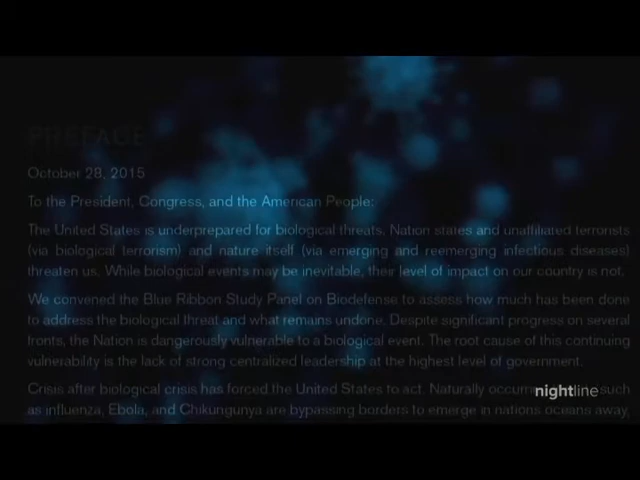 PREFACE
October 28, 2015
To the President, Congress, and the American People:
The United States is underprepared for biological threats. Nation states and unaffiliated terrorists
(via biological terrorism) and nature itself (via emerging and reemerging infectious diseases)
threaten us. While biological events may be inevitable, their level of impact on our country is not.
We convened the Blue Ribbon Study Panel on Biodefense to assess how much has been done
to address the biological threat and what remains undone. Despite significant progress on several
fronts, the Nation is dangerously vulnerable to a biological event. The root cause of this continuing
vulnerability is the lack of strong centralized leadership at the highest level of government.
Crisis after biological crisis has forced the United States to act. Naturally such
nightline
as influenza, Ebola, and Chikungunya are bypassing borders to emerge in nations oceans away,